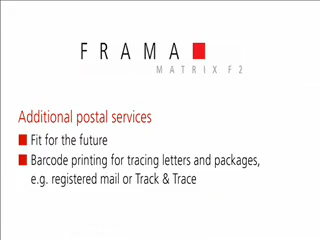 FRAMA
MATRIX F2
Additional postal services
Fit for the future
Barcode printing for tracing letters and packages,
e.g. registered mail or Track & Trace